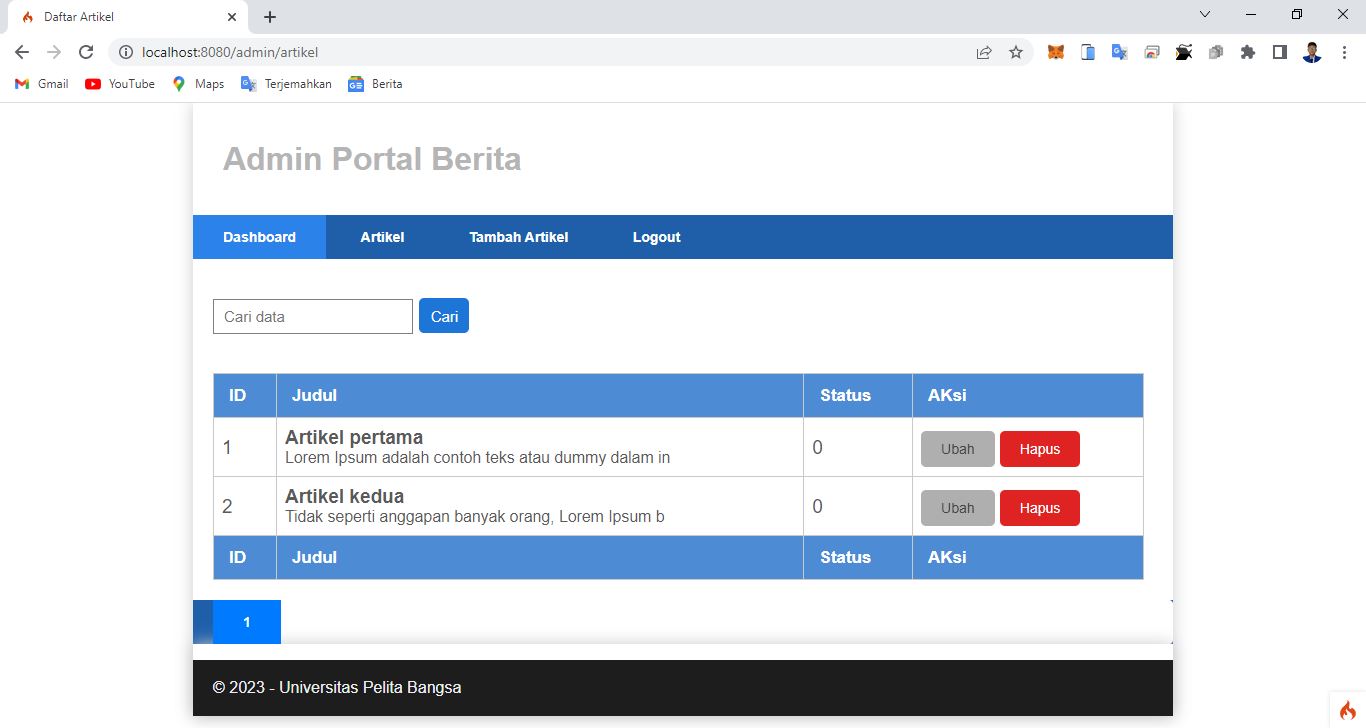 Daftar Artikel
localhost:8080/admin/artikel
Gmail YouTube Maps Terjemahkan Berita
Admin Portal Berita
Dashboard Artikel Tambah Artikel Logout
Cari data Cari
ID Judul Status AKsi
1 Artikel pertama 0 Ubah Hapus
Lorem Ipsum adalah contoh teks atau dummy dalam in
2 Artikel kedua 0 Ubah Hapus
Tidak seperti anggapan banyak orang, Lorem Ipsum b
ID Judul Status AKsi
1
© 2023 - Universitas Pelita Bangsa